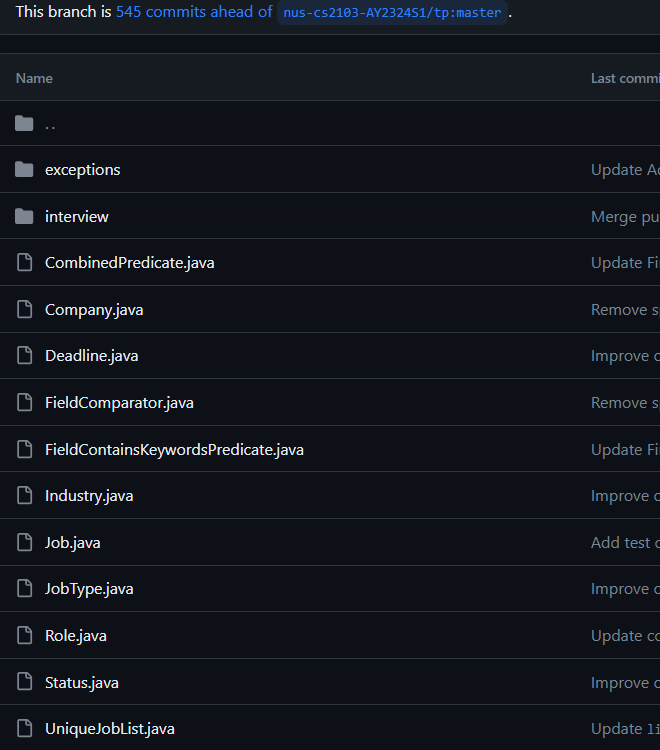 This branch is 545 commits ahead of nus-cs2103-AY2324S1/tp:master .
Name Last commi
..
exceptions Update Ad
interview Merge pu
CombinedPredicate.java Update Fi
Company.java Remove sp
Deadline.java Improve c
FieldComparator.java Remove sp
FieldContainsKeywordsPredicate.java Update Fi
Industry.java Improve c
Job.java Add test c
JobType.java Improve c
Role.java Update co
Status.java Improve c
UniqueJobList.java Update li